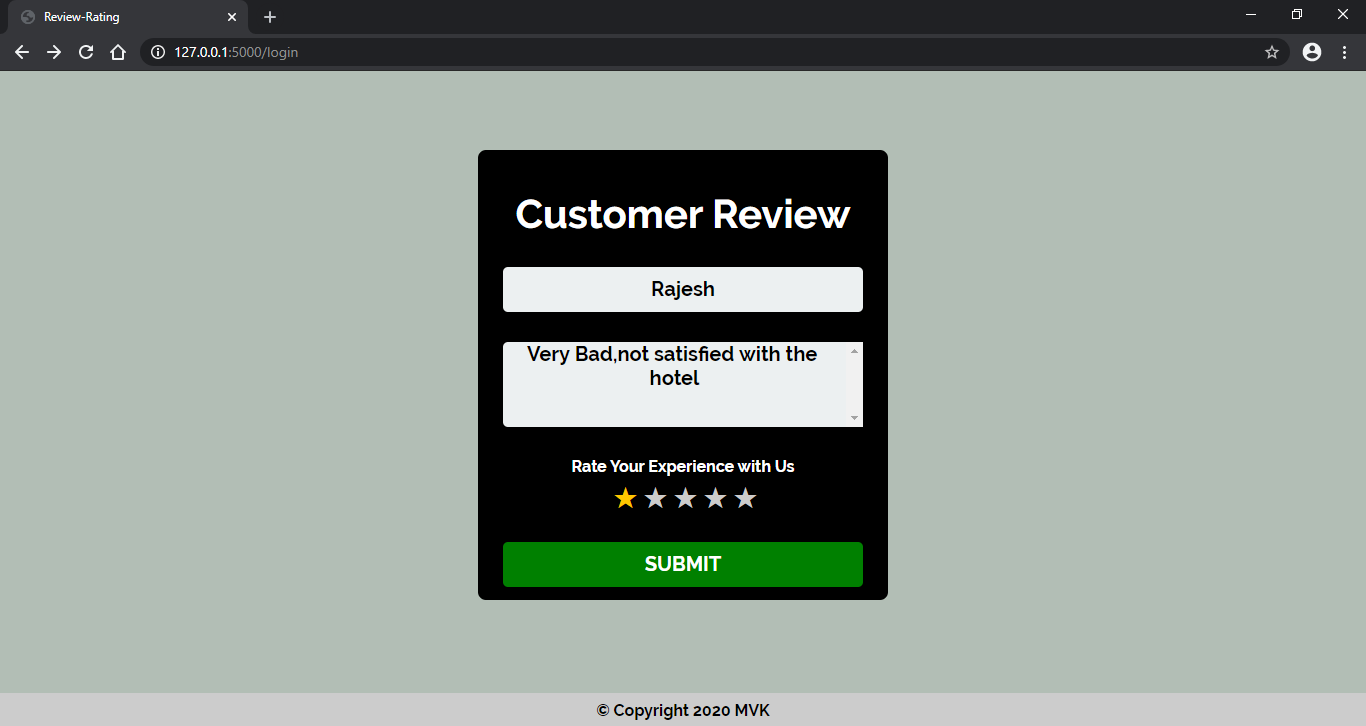 Review-Rating
127.0.0.1:5000/login
Customer Review
Rajesh
Very Bad,not satisfied with the
hotel
Rate Your Experience with Us
SUBMIT
© Copyright 2020 MVK